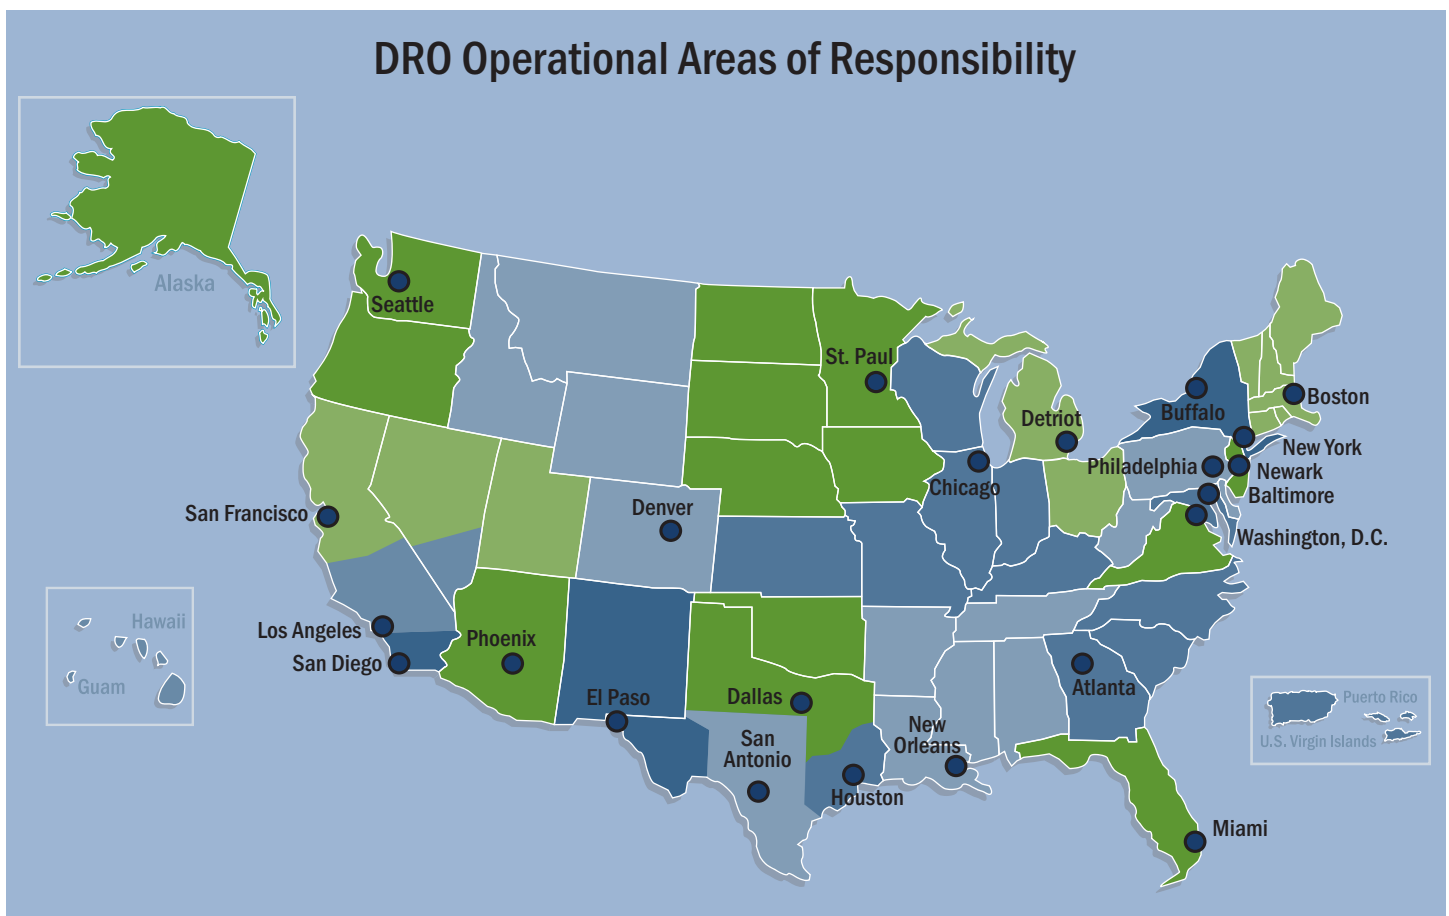 DRO Operational Areas of Responsibility
Alaska
Seattle
St. Paul
Detriot
Buffalo
Boston
New York
Philadelphia
Newark
Chicago
Baltimore
San Francisco
Denver
Washington, D.C.
Hawaii
Guam
Los Angeles
San Diego
Phoenix
El Paso
Dallas
Atlanta
Puerto Rico
U.S. Virgin Islands
New
Orleans
San
Antonio
Houston
Miami